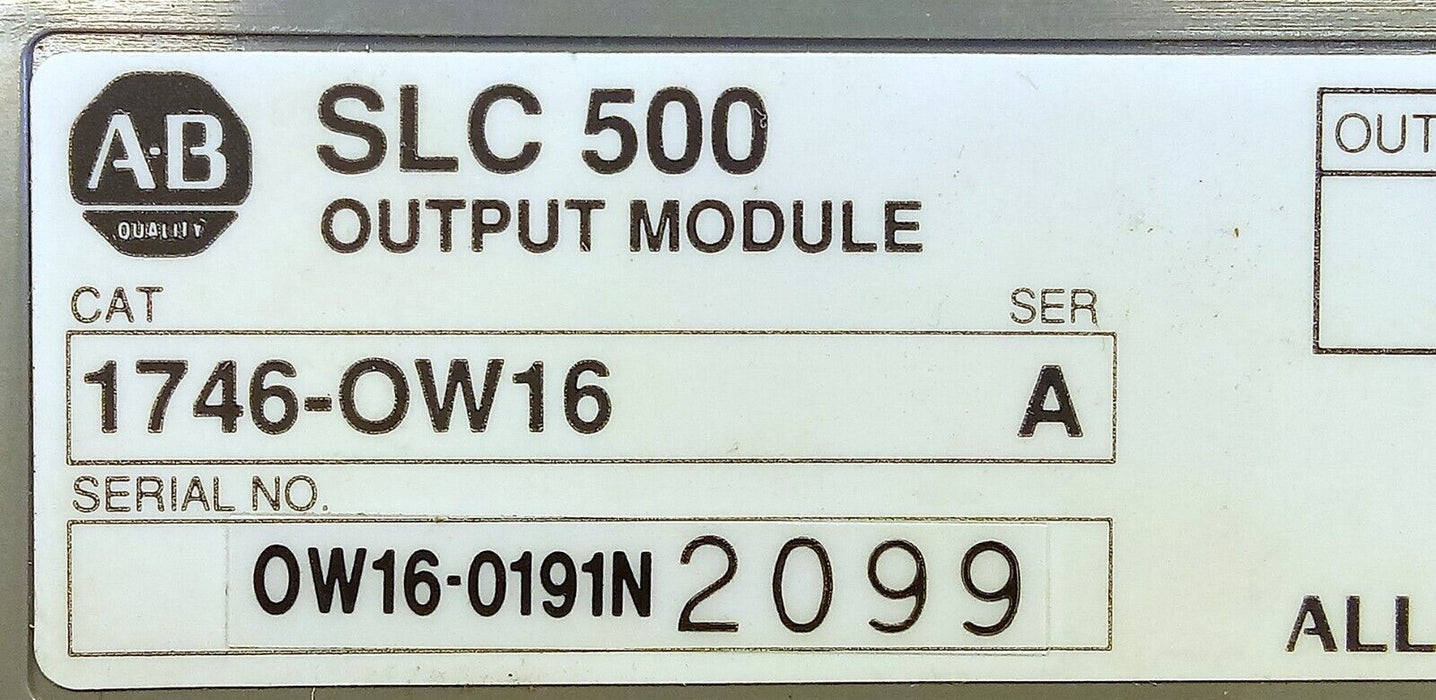 A·B
QUALITY
SLC 500
OUTPUT MODULE
CAT SER
1746-OW16 A
SERIAL NO.
OW16-0191N 2099
OUT
ALL